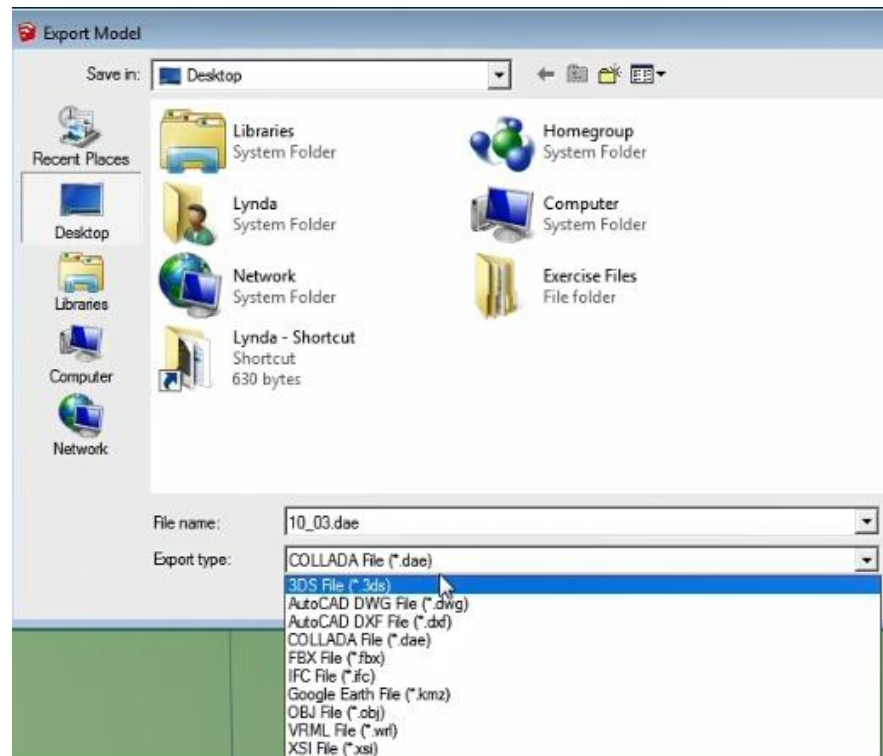 Export Model
Save in:
Desktop
Recent Places
Desktop
Libraries
Computer
Network
Libraries
System Folder
Homegroup
System Folder
Lynda
System Folder
Computer
System Folder
Network
System Folder
Exercise Files
File folder
Lynda - Shortcut
Shortcut
630 bytes
File name:
10_03.dae
Export type:
COLLADA File (*.dae)
3DS File (*.3ds)
AutoCAD DWG File (*.dwg)
AutoCAD DXF File (*.dxf)
COLLADA File (*.dae)
FBX File (*.fbx)
IFC File (*.ifc)
Google Earth File (*.kmz)
OBJ File (*.obj)
VRML File (*.wrl)
XSI File (*.xsi)